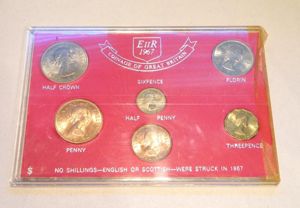 EIIR
1967
COINAGE OF GREAT BRITAIN
HALF CROWN
SIXPENCE
FLORIN
HALF PENNY
PENNY
THREEPENCE
$ NO SHILLINGS—ENGLISH OR SCOTTISH—WERE STRUCK IN 1967